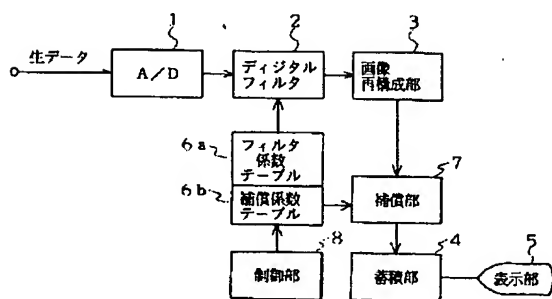 1
2
3
生データ
A/D
ディジタル
フィルタ
画像
再構成部
6a
フィルタ
係数
テーブル
6b
補償係数
テーブル
補償部
7
8
4
5
制御部
蓄積部
表示部